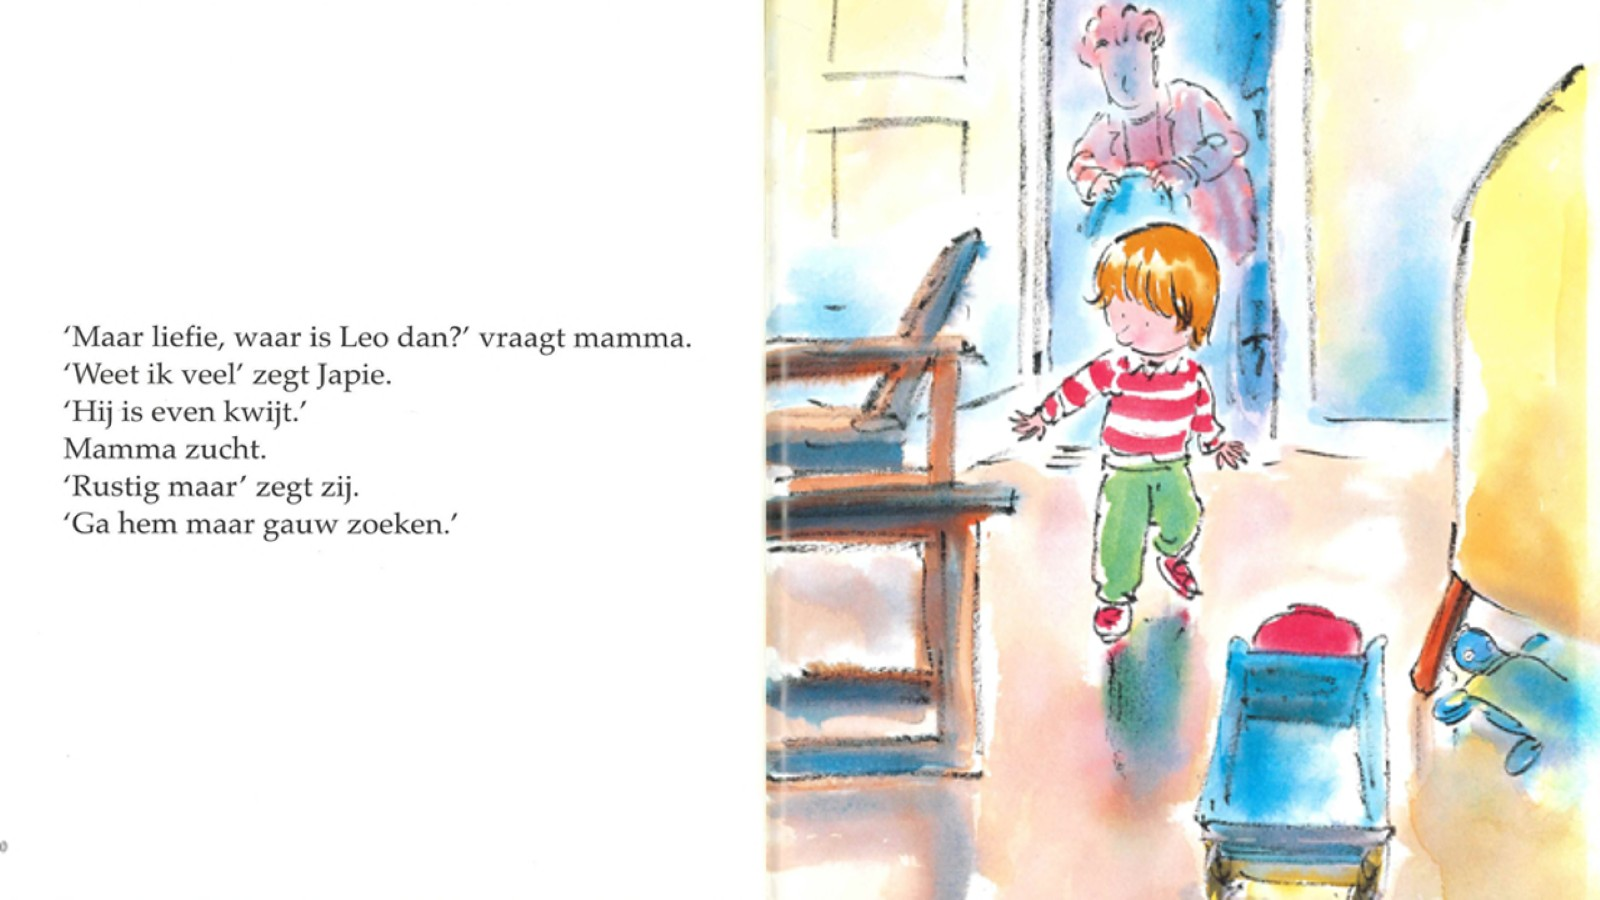 ‘Maar liefie, waar is Leo dan?’ vraagt mamma.
‘Weet ik veel’ zegt Japie.
‘Hij is even kwijt.’
Mamma zucht.
‘Rustig maar’ zegt zij.
‘Ga hem maar gauw zoeken.’